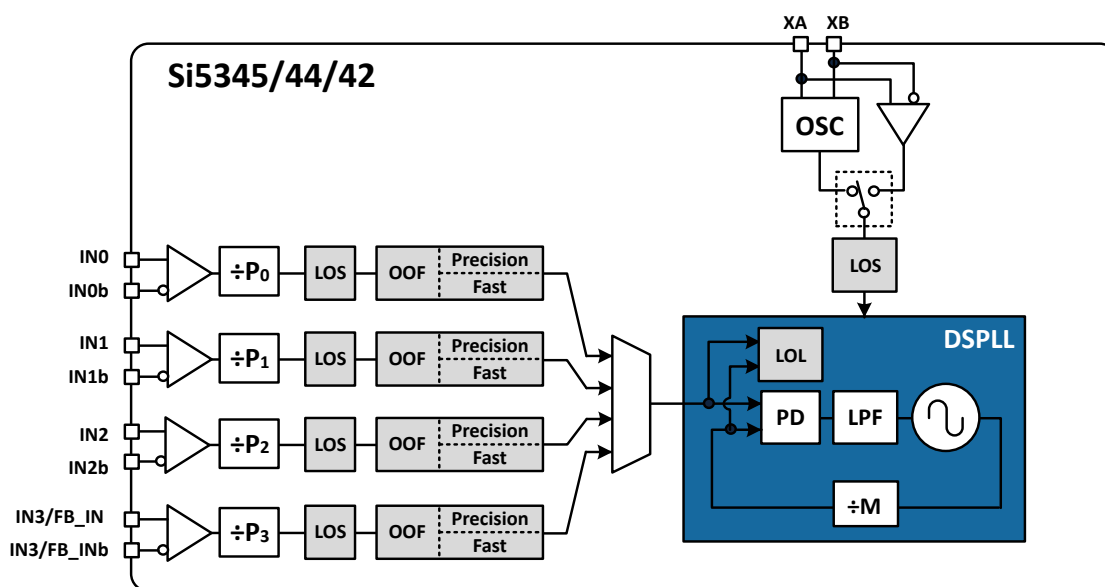 XA XB
Si5345/44/42
OSC
LOS
IN0
IN0b
÷P0
LOS
OOF
Precision
Fast
IN1
IN1b
÷P1
LOS
OOF
Precision
Fast
IN2
IN2b
÷P2
LOS
OOF
Precision
Fast
IN3/FB_IN
IN3/FB_INb
÷P3
LOS
OOF
Precision
Fast
DSPLL
LOL
PD
LPF
÷M